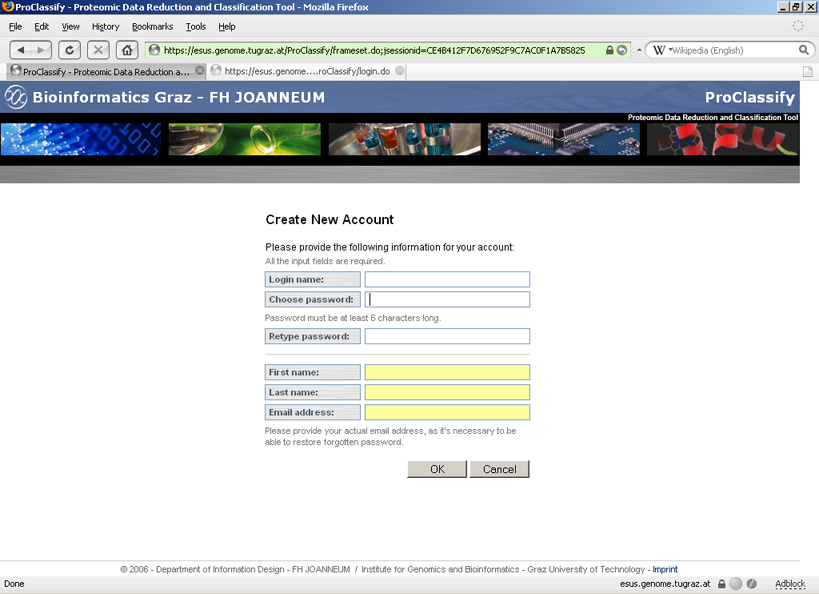 ProClassify - Proteomic Data Reduction and Classification Tool - Mozilla Firefox
File Edit View History Bookmarks Tools Help
https://esus.genome.tugraz.at/ProClassify/frameset.do;jsessionid=CE4B412F7D676952F9C7AC0F1A7B5825 W Wikipedia (English)
ProClassify - Proteomic Data Reduction a... https://esus.genome....roClassify/login.do
Bioinformatics Graz - FH JOANNEUM ProClassify
Proteomic Data Reduction and Classification Tool
Create New Account
Please provide the following information for your account:
All the input fields are required.
Login name:
Choose password:
Password must be at least 6 characters long.
Retype password:
First name:
Last name:
Email address:
Please provide your actual email address, as it's necessary to be
able to restore forgotten password.
OK Cancel
© 2006 - Department of Information Design - FH JOANNEUM / Institute for Genomics and Bioinformatics - Graz University of Technology - Imprint
Done esus.genome.tugraz.at Adblock